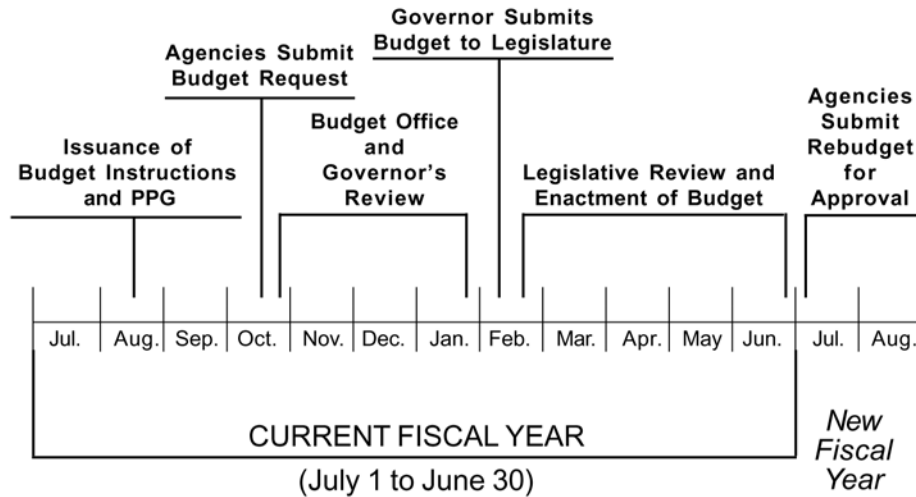 Governor Submits
Budget to Legislature
Agencies Submit
Budget Request
Agencies
Submit
Rebudget
for
Approval
Budget Office
and
Governor's
Review
Issuance of
Budget Instructions
and PPG
Legislative Review and
Enactment of Budget
Jul. Aug. Sep. Oct. Nov. Dec. Jan. Feb. Mar. Apr. May Jun. Jul. Aug.
CURRENT FISCAL YEAR
(July 1 to June 30)
New
Fiscal
Year